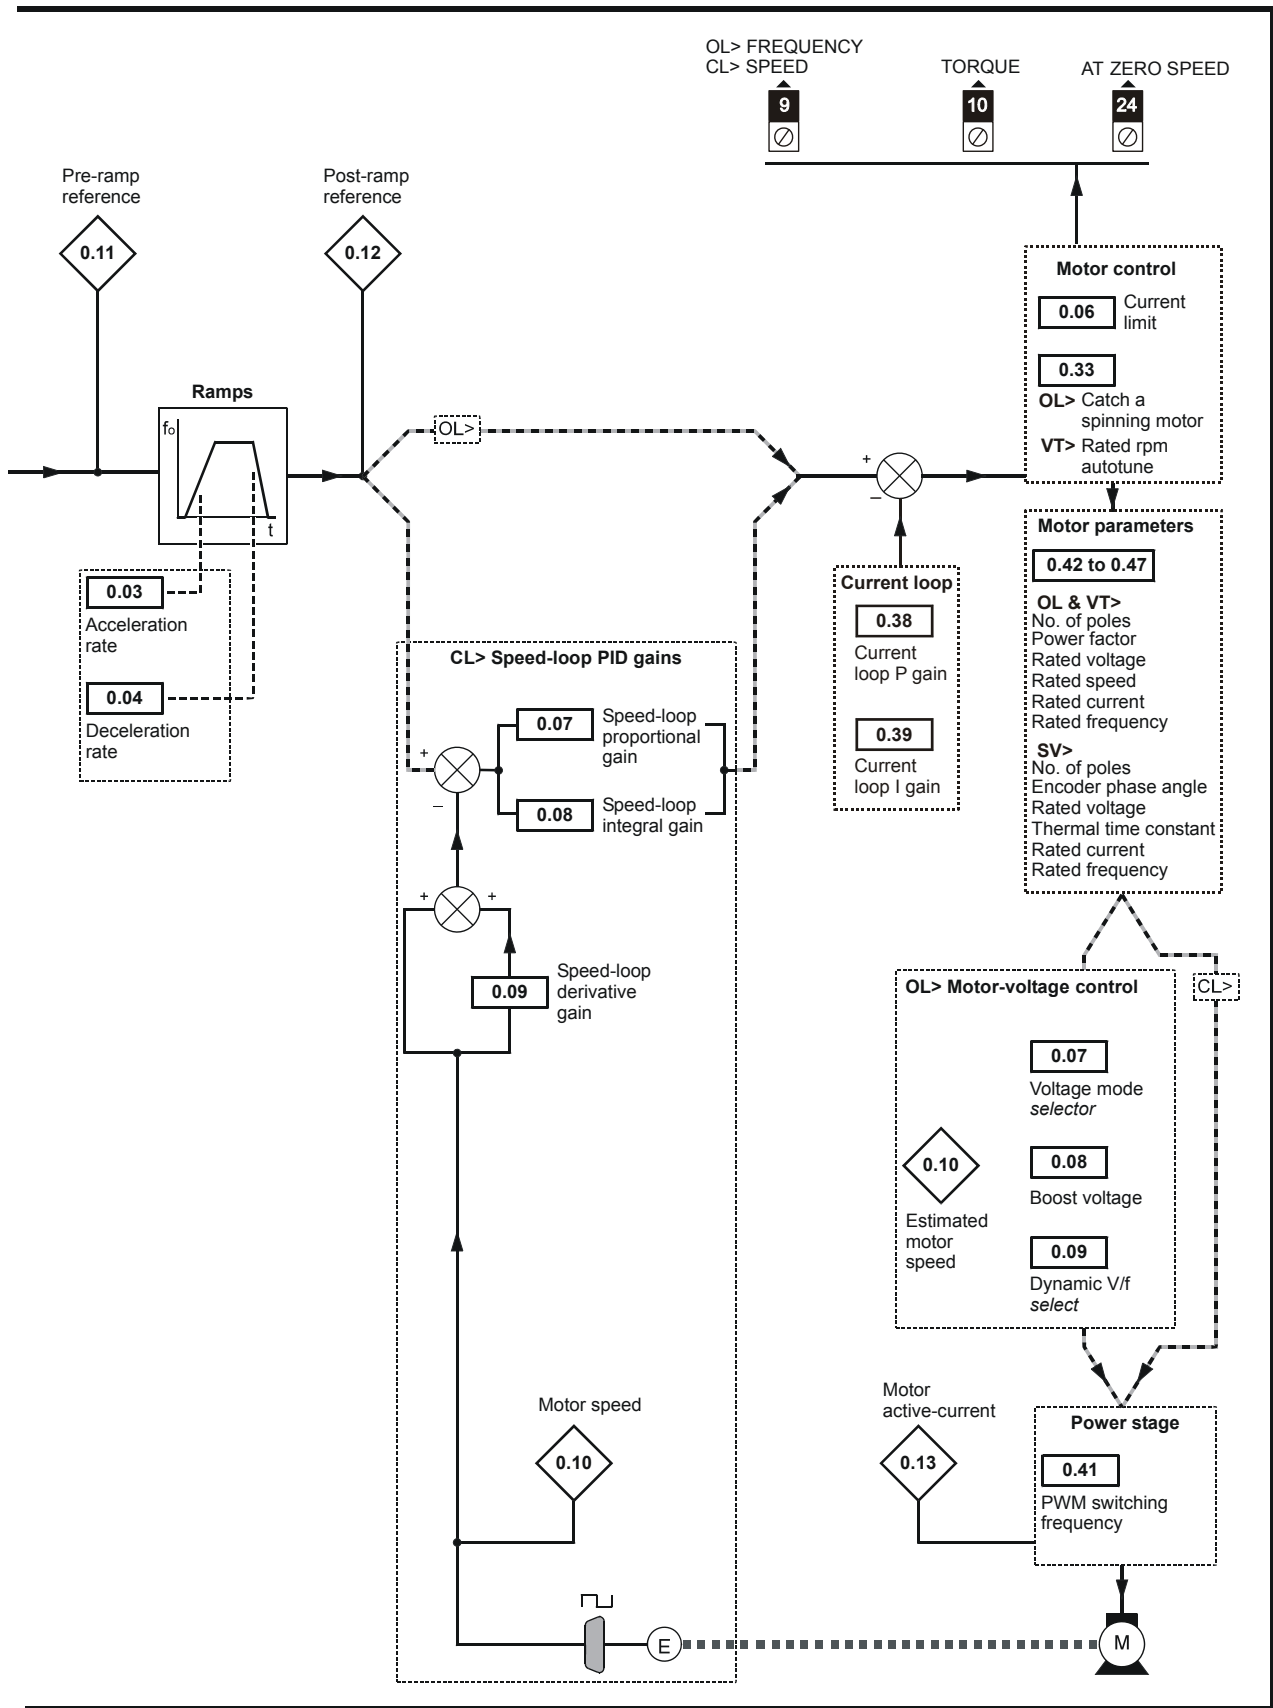 OL> FREQUENCY
CL> SPEED
TORQUE
AT ZERO SPEED
9
10
24
Pre-ramp
reference
0.11
Post-ramp
reference
0.12
Ramps
fo
t
0.03
Acceleration
rate
0.04
Deceleration
rate
OL>
+
–
Motor control
0.06
Current
limit
0.33
OL> Catch a
spinning motor
VT> Rated rpm
autotune
Motor parameters
0.42 to 0.47
OL & VT>
No. of poles
Power factor
Rated voltage
Rated speed
Rated current
Rated frequency
SV>
No. of poles
Encoder phase angle
Rated voltage
Thermal time constant
Rated current
Rated frequency
Current loop
0.38
Current
loop P gain
0.39
Current
loop I gain
CL> Speed-loop PID gains
+
–
0.07
Speed-loop
proportional
gain
0.08
Speed-loop
integral gain
+
+
0.09
Speed-loop
derivative
gain
OL> Motor-voltage control
CL>
0.07
Voltage mode
selector
0.10
Estimated
motor
speed
0.08
Boost voltage
0.09
Dynamic V/f
select
Motor speed
0.10
Motor
active-current
0.13
Power stage
0.41
PWM switching
frequency
E
M